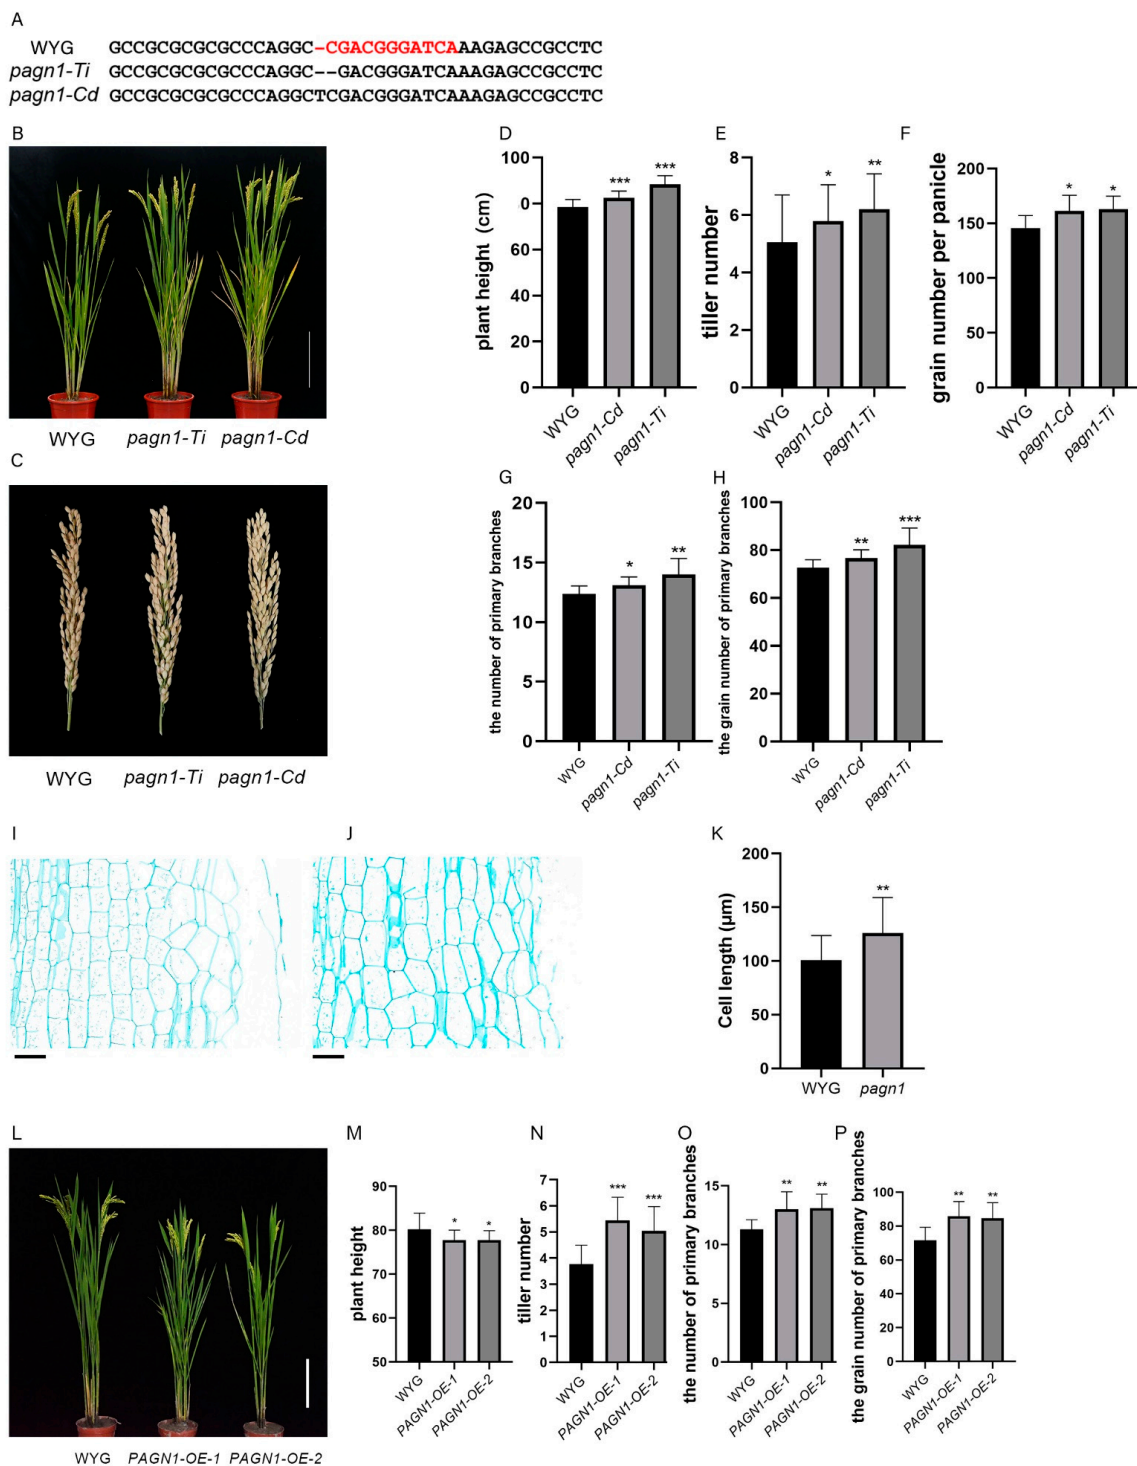 A
WYG GCCGCGCGCGCCCAGGC-CGACGGGATCAAAGAGCCGCCTC
pagn1-Ti GCCGCGCGCGCCCAGGC--GACGGGATCAAAGAGCCGCCTC
pagn1-Cd GCCGCGCGCGCCCAGGCTCGACGGGATCAAAGAGCCGCCTC
B
WYG pagn1-Ti pagn1-Cd
C
WYG pagn1-Ti pagn1-Cd
D
plant height (cm)
100
0
60
40
20
0
***
***
WYG
pagn1-Cd
pagn1-Ti
E
tiller number
8
6
4
2
0
*
**
WYG
pagn1-Cd
pagn1-Ti
F
grain number per panicle
200
150
100
50
0
*
*
WYG
pagn1-Cd
pagn1-Ti
G
the number of primary branches
20
15
10
5
0
*
**
WYG
pagn1-Cd
pagn1-Ti
H
the grain number of primary branches
100
80
60
40
20
0
**
***
WYG
pagn1-Cd
pagn1-Ti
I
J
K
Cell length (μm)
200
150
100
50
0
**
WYG
pagn1
L
WYG PAGN1-OE-1 PAGN1-OE-2
M
plant height
90
80
70
60
50
*
*
WYG
PAGN1-OE-1
PAGN1-OE-2
N
tiller number
7
6
5
4
3
2
1
0
***
***
WYG
PAGN1-OE-1
PAGN1-OE-2
O
the number of primary branches
15
10
5
0
**
**
WYG
PAGN1-OE-1
PAGN1-OE-2
P
the grain number of primary branches
100
80
60
40
20
0
**
**
WYG
PAGN1-OE-1
PAGN1-OE-2